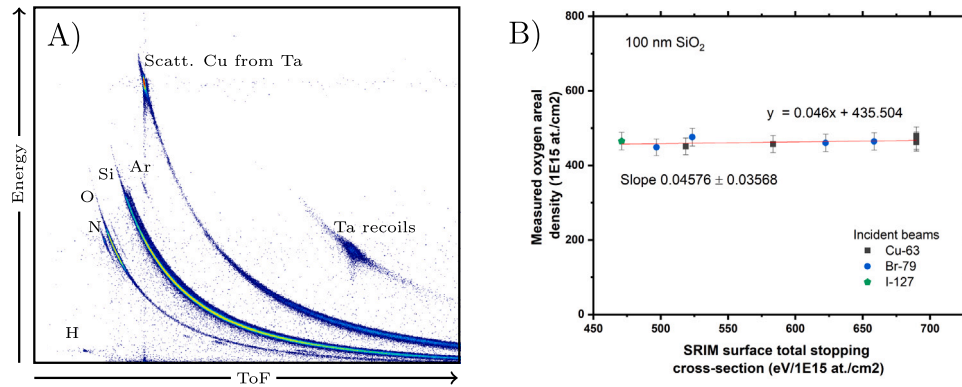 A)
Scatt. Cu from Ta
Ar
Si
O
N
Ta recoils
H
Energy
ToF
B)
800
600
400
200
0
100 nm SiO₂
y = 0.046x + 435.504
Slope 0.04576 ± 0.03568
Incident beams
Cu-63
Br-79
I-127
450 500 550 600 650 700
Measured oxygen areal
density (1E15 at./cm2)
SRIM surface total stopping
cross-section (eV/1E15 at./cm2)